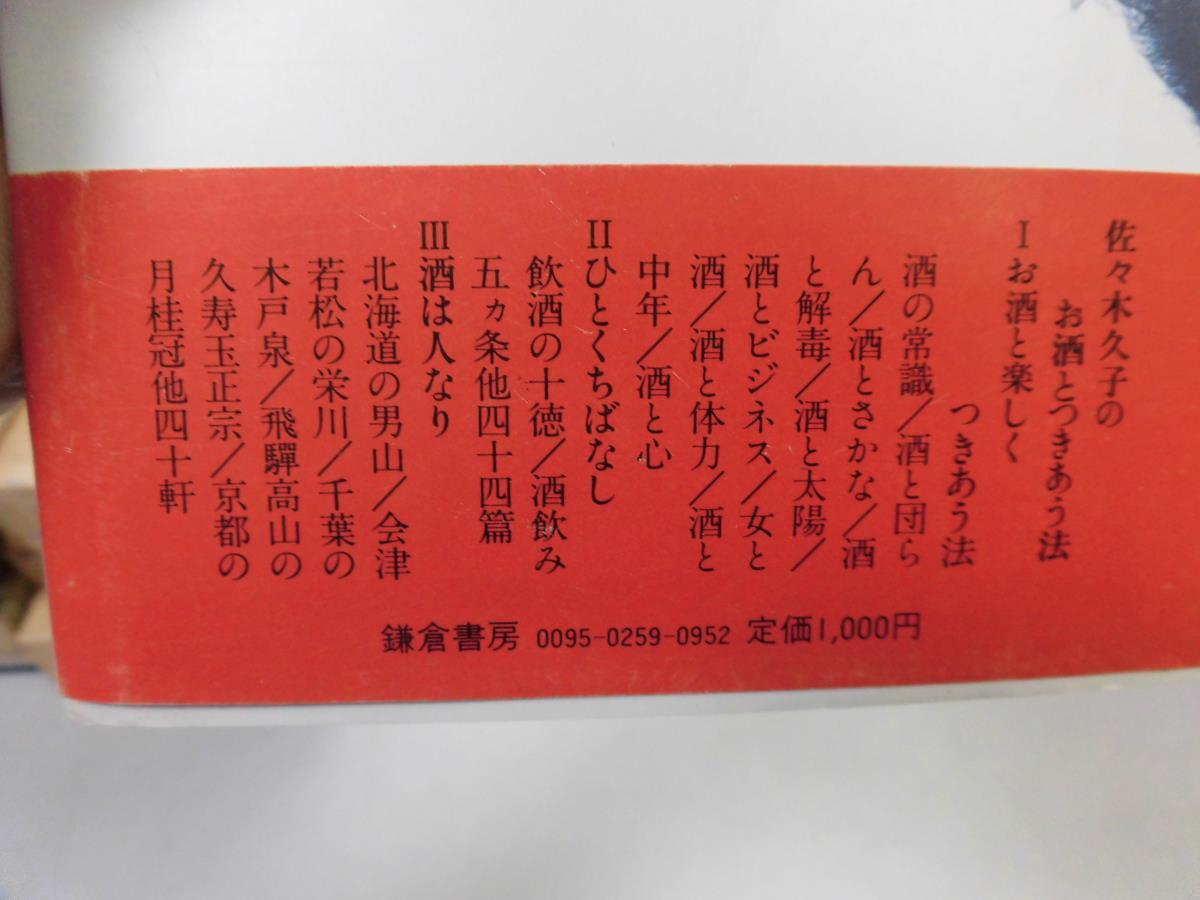 佐々木久子の
お酒とつきあう法
Ⅰお酒と楽しく
つきあう法
酒の常識/酒と団ら
ん/酒とさかな/酒
と解毒/酒と太陽/
酒とビジネス/女と
酒/酒と体力/酒と
中年/酒と心
Ⅱひとくちばなし
飲酒の十徳/酒飲み
五ヵ条他四十四篇
Ⅲ酒は人なり
北海道の男山/会津
若松の栄川/千葉の
木戸泉/飛驒高山の
久寿玉正宗/京都の
月桂冠他四十軒
鎌倉書房 0095-0259-0952 定価1,000円